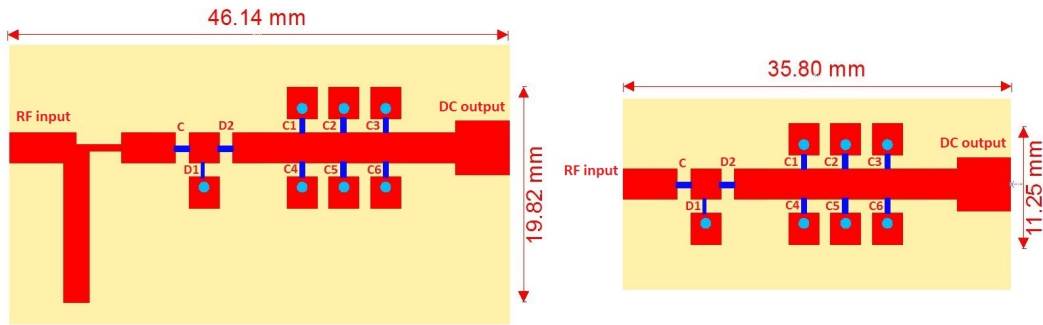 46.14 mm
RF input
C
D2
C1
C2
C3
DC output
D1
C4
C5
C6
19.82 mm
35.80 mm
RF input
C
D2
C1
C2
C3
DC output
D1
C4
C5
C6
11.25 mm